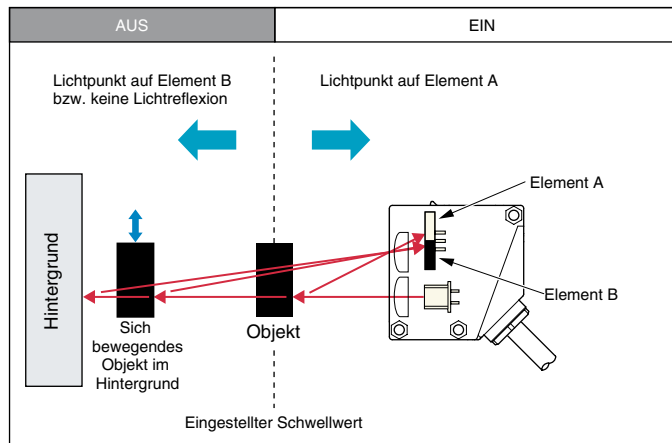 AUS
EIN
Lichtpunkt auf Element B
bzw. keine Lichtreflexion
Lichtpunkt auf Element A
Element A
Hintergrund
Element B
Objekt
Sich
bewegendes
Objekt im
Hintergrund
Eingestellter Schwellwert